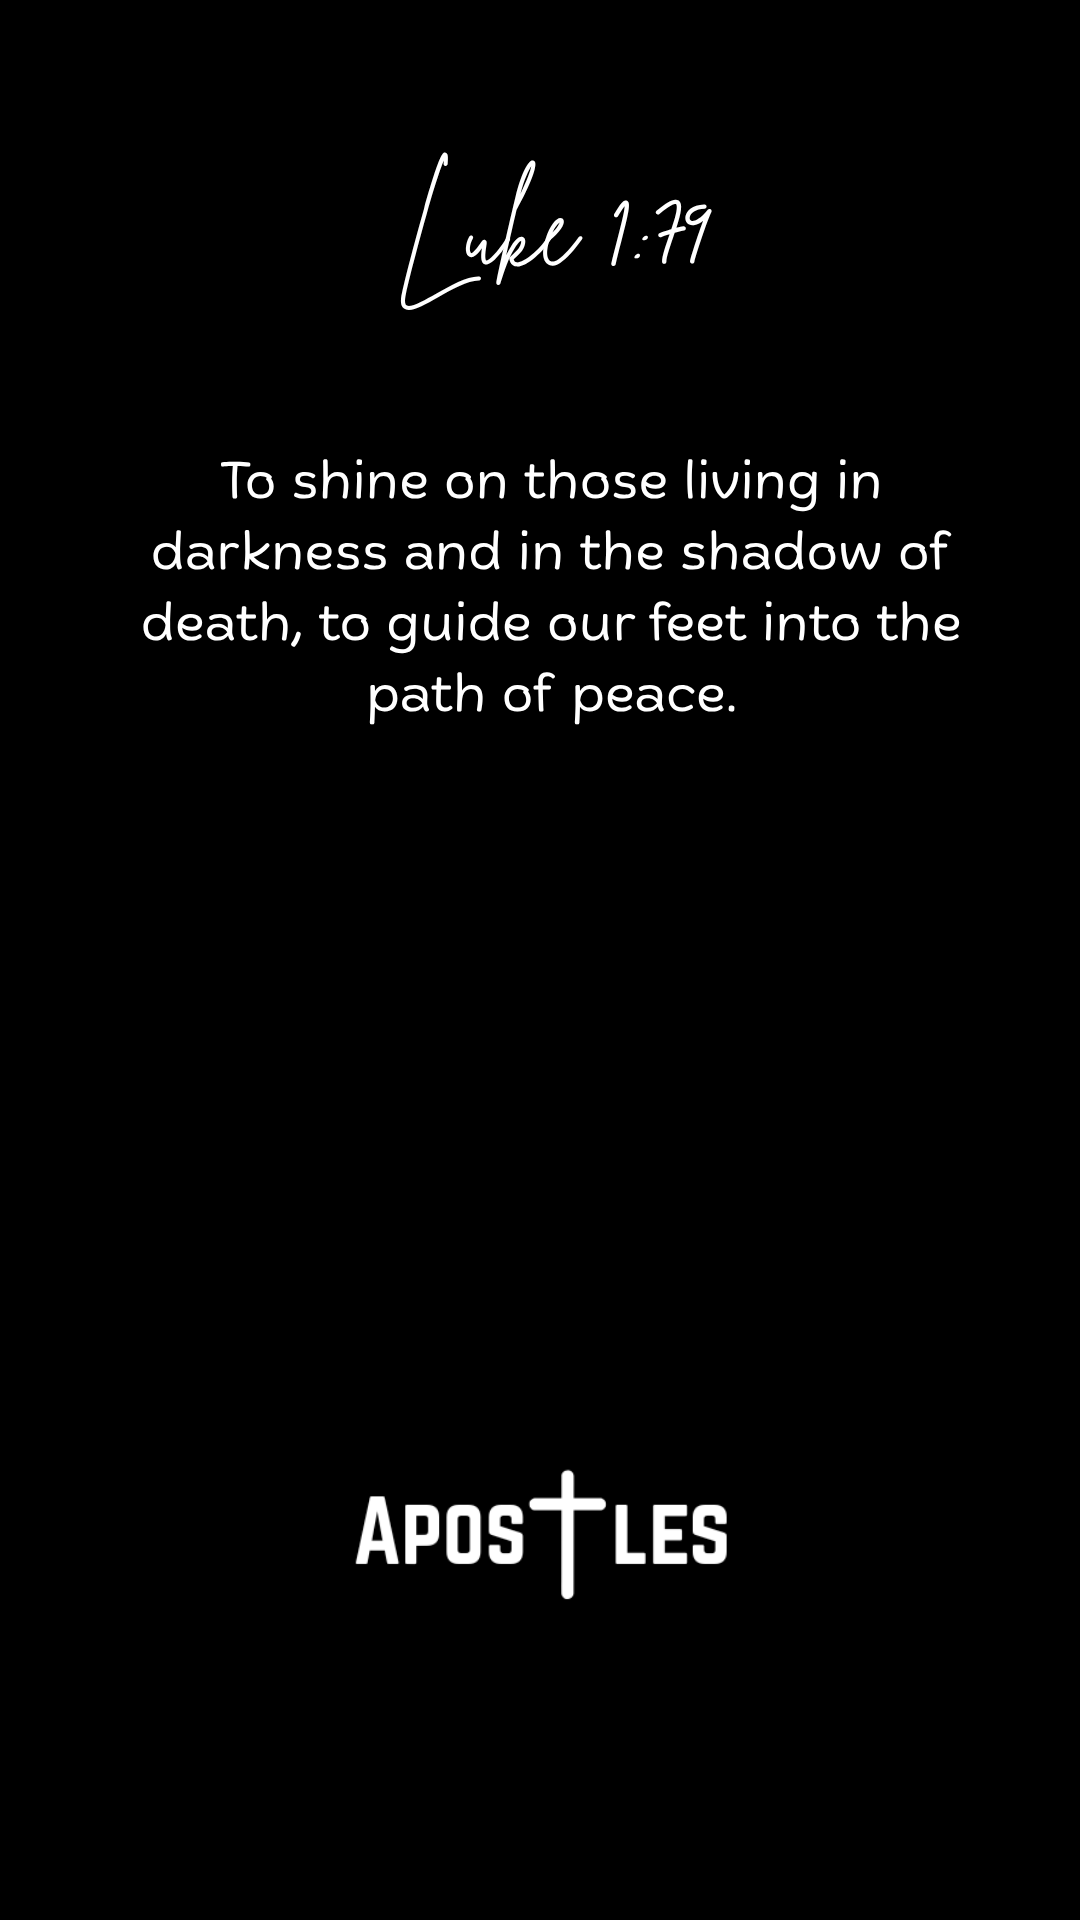 Luke 1:79
To shine on those living in
darkness and in the shadow of
death, to guide our feet into the
path of peace.
APOSTLES